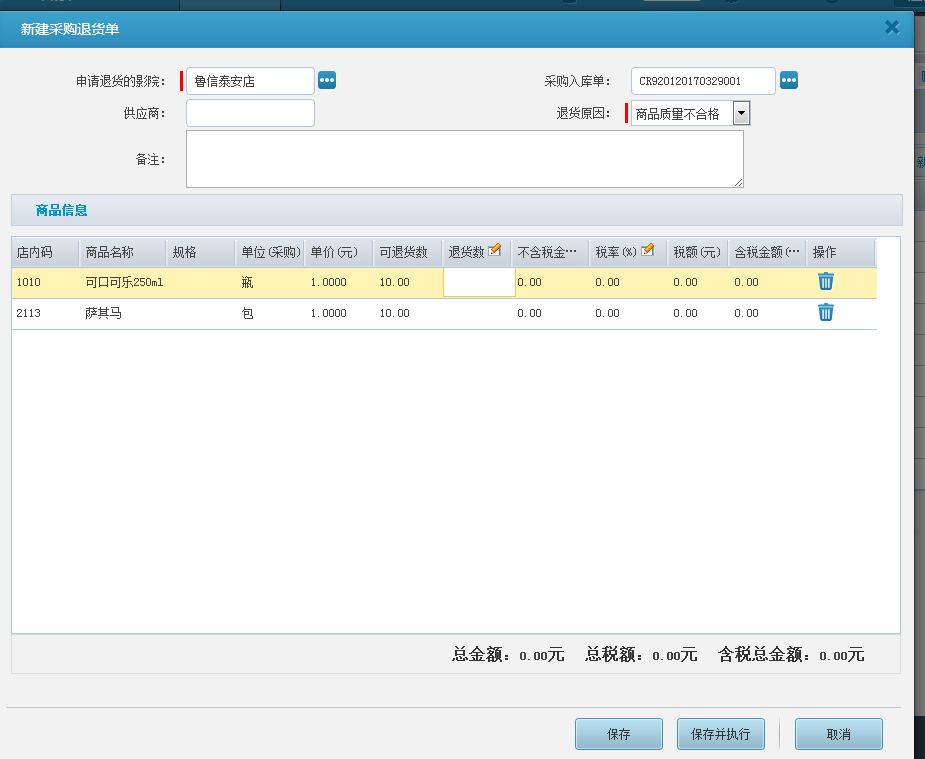 新建采购退货单
申请退货的影院： 鲁信泰安店 采购入库单： CR920120170329001
供应商： 退货原因： 商品质量不合格
备注：
商品信息
店内码 商品名称 规格 单位(采购) 单价(元) 可退货数 退货数 不含税金… 税率(%) 税额(元) 含税金额(… 操作
1010 可口可乐250ml 瓶 1.0000 10.00 0.00 0.00 0.00 0.00
2113 萨其马 包 1.0000 10.00 0.00 0.00 0.00 0.00
总金额：0.00元 总税额：0.00元 含税总金额：0.00元
保存 保存并执行 取消